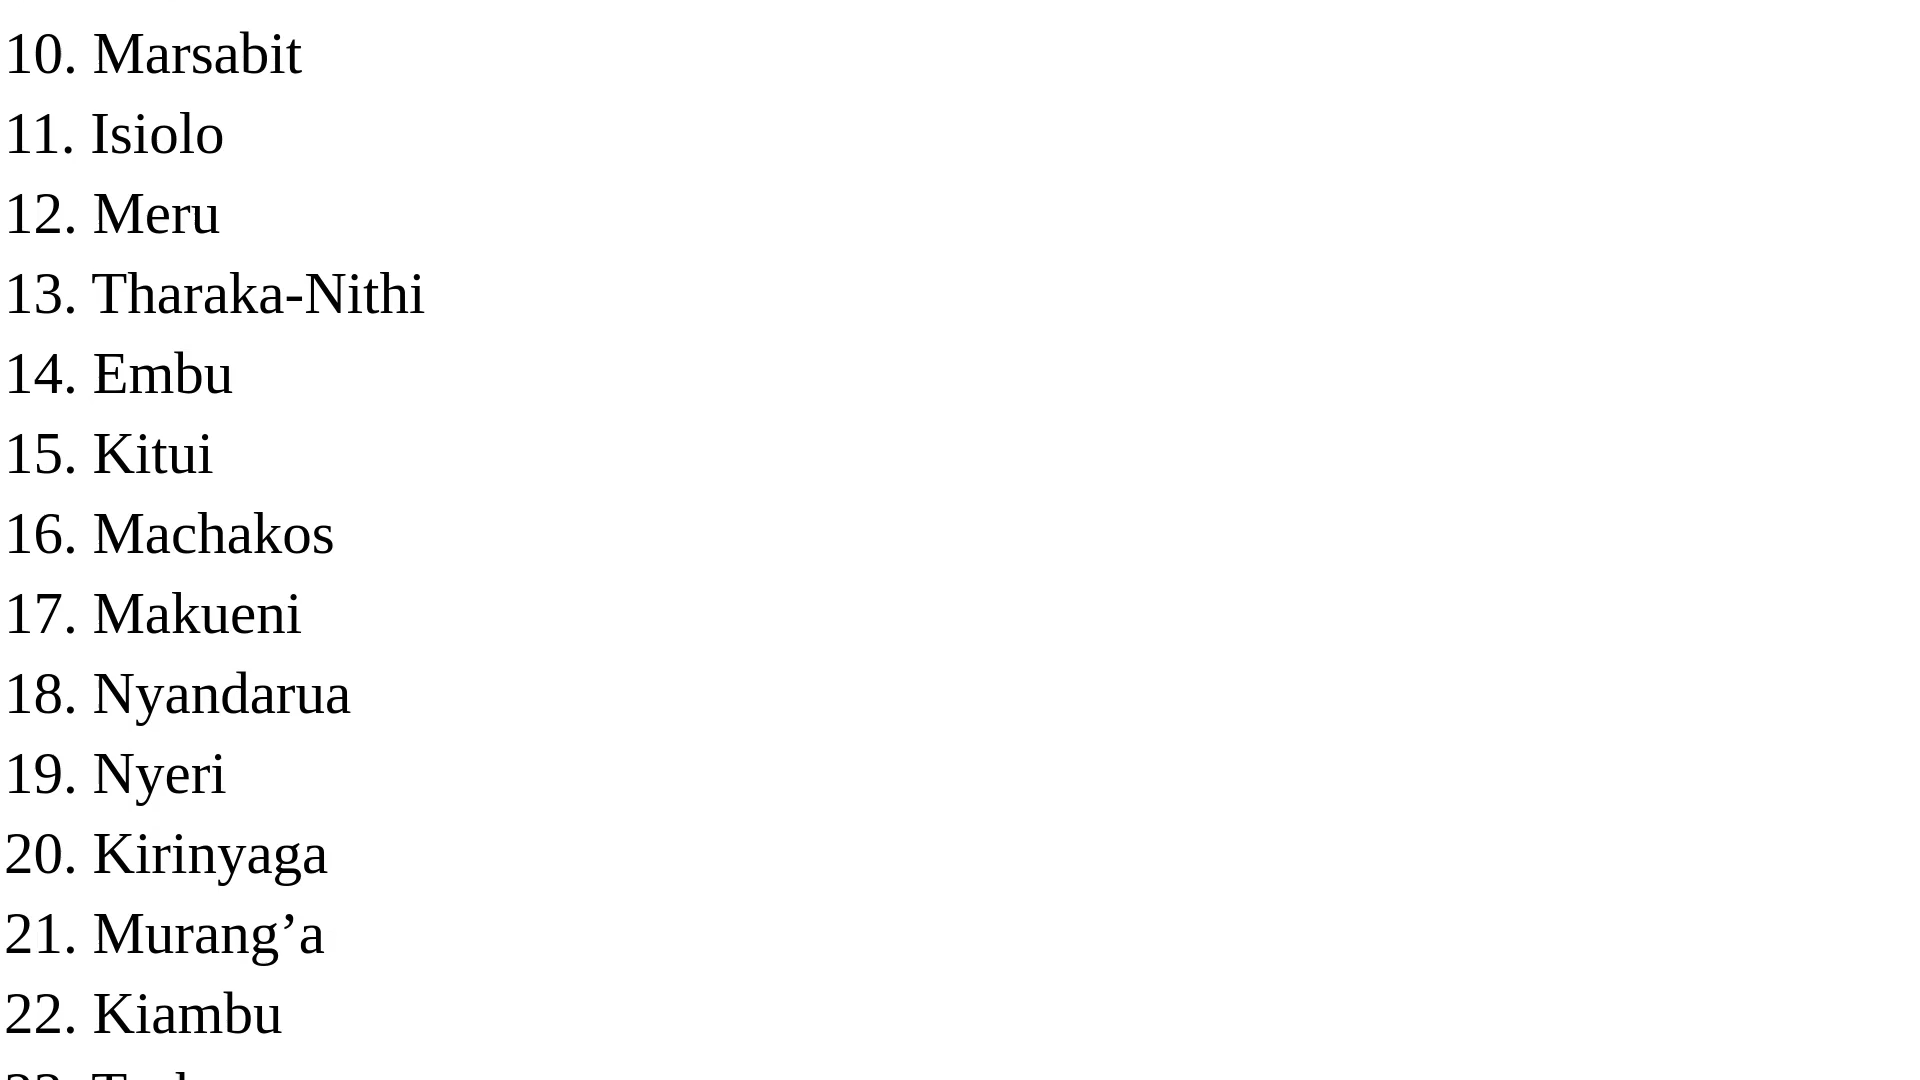 10. Marsabit
11. Isiolo
12. Meru
13. Tharaka-Nithi
14. Embu
15. Kitui
16. Machakos
17. Makueni
18. Nyandarua
19. Nyeri
20. Kirinyaga
21. Murang’a
22. Kiambu